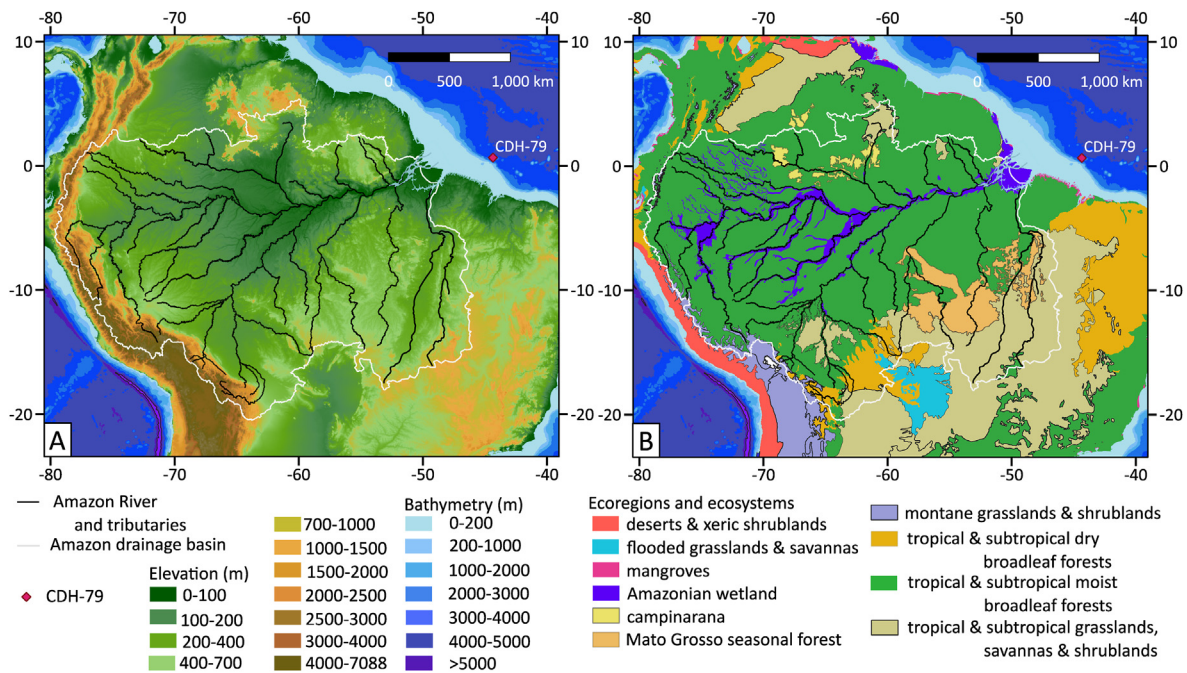 -80 -70 -60 -50 -40
-80 -70 -60 -50 -40
10 10 10
0 500 1,000 km
0 500 1,000 km
CDH-79
CDH-79
0 0 0
-10 -10 -10
-20 -20 -20
A
B
-80 -70 -60 -50 -40
-80 -70 -60 -50 -40
Amazon River
and tributaries
Amazon drainage basin
CDH-79
Elevation (m)
0-100
100-200
200-400
400-700
700-1000
1000-1500
1500-2000
2000-2500
2500-3000
3000-4000
4000-7088
Bathymetry (m)
0-200
200-1000
1000-2000
2000-3000
3000-4000
4000-5000
>5000
Ecoregions and ecosystems
deserts & xeric shrublands
flooded grasslands & savannas
mangroves
Amazonian wetland
campinarana
Mato Grosso seasonal forest
montane grasslands & shrublands
tropical & subtropical dry
broadleaf forests
tropical & subtropical moist
broadleaf forests
tropical & subtropical grasslands,
savannas & shrublands